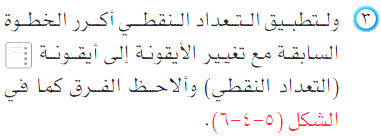 ٣ ولتطبيق التعداد النقطي أكرر الخطوة
السابقة مع تغيير الأيقونة إلى أيقونة
(التعداد النقطي) وألاحظ الفرق كما في
الشكل (٥-٤-٦).